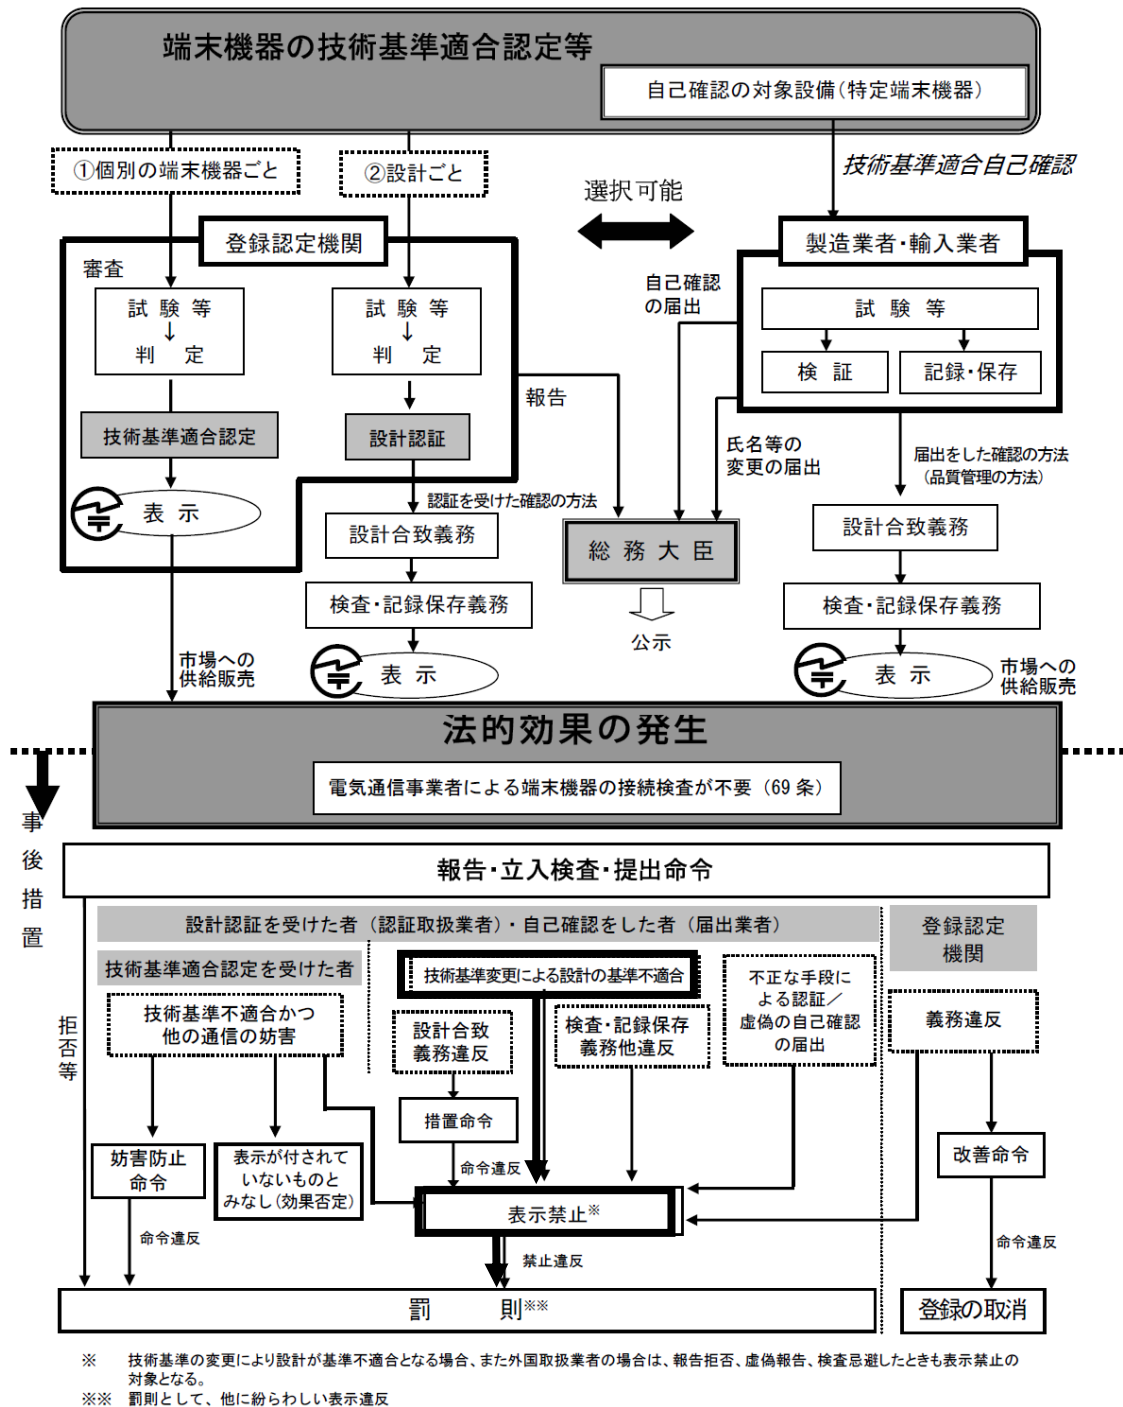 端末機器の技術基準適合認定等
自己確認の対象設備（特定端末機器）
①個別の端末機器ごと
②設計ごと
技術基準適合自己確認
選択可能
登録認定機関
製造業者・輸入業者
審査
試験等
↓
判定
試験等
↓
判定
自己確認
の届出
試験等
検証
記録・保存
報告
技術基準適合認定
設計認証
氏名等の
変更の届出
届出をした確認の方法
（品質管理の方法）
表示
認証を受けた確認の方法
設計合致義務
総務大臣
設計合致義務
検査・記録保存義務
検査・記録保存義務
公示
市場への
供給販売
表示
表示
市場への
供給販売
法的効果の発生
電気通信事業者による端末機器の接続検査が不要（69 条）
事後措置
報告・立入検査・提出命令
設計認証を受けた者（認証取扱業者）・自己確認をした者（届出業者）
登録認定
機関
技術基準適合認定を受けた者
技術基準変更による設計の基準不適合
不正な手段に
よる認証／
虚偽の自己確認
の届出
技術基準不適合かつ
他の通信の妨害
設計合致
義務違反
検査・記録保存
義務他違反
義務違反
拒否等
措置命令
妨害防止
命令
表示が付されて
いないものと
みなし（効果否定）
命令違反
改善命令
表示禁止※
命令違反
禁止違反
命令違反
罰則※※
登録の取消
※ 技術基準の変更により設計が基準不適合となる場合、また外国取扱業者の場合は、報告拒否、虚偽報告、検査忌避したときも表示禁止の
対象となる。
※※ 罰則として、他に紛らわしい表示違反